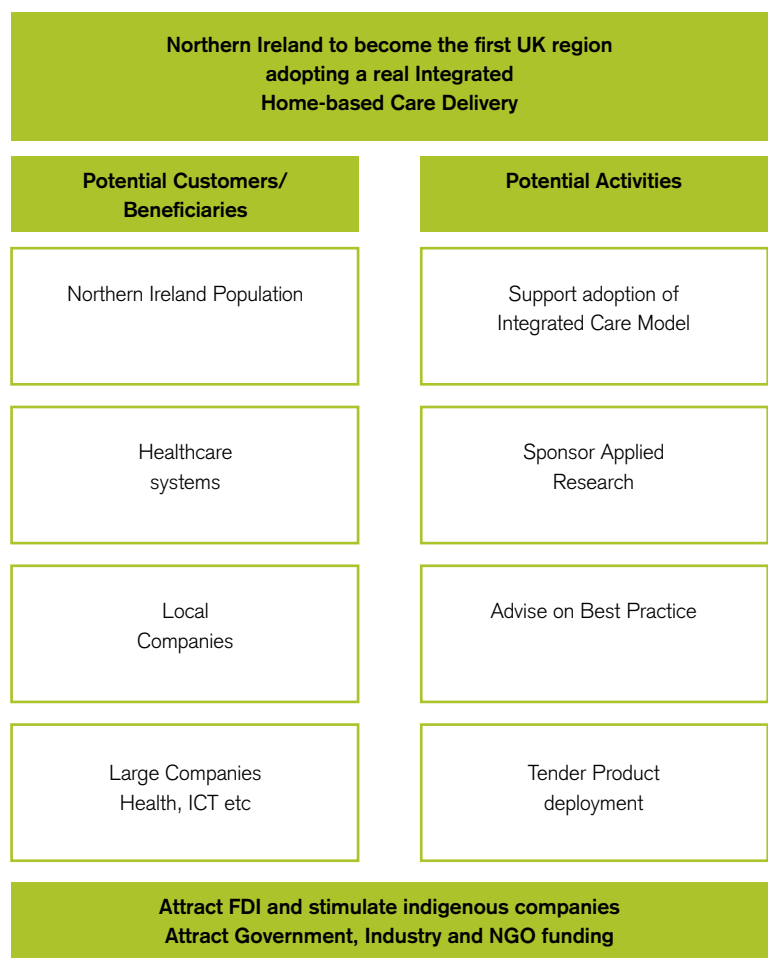 Northern Ireland to become the first UK region
adopting a real Integrated
Home-based Care Delivery
Potential Customers/
Beneficiaries
Potential Activities
Northern Ireland Population
Support adoption of
Integrated Care Model
Healthcare
systems
Sponsor Applied
Research
Local
Companies
Advise on Best Practice
Large Companies
Health, ICT etc
Tender Product
deployment
Attract FDI and stimulate indigenous companies
Attract Government, Industry and NGO funding